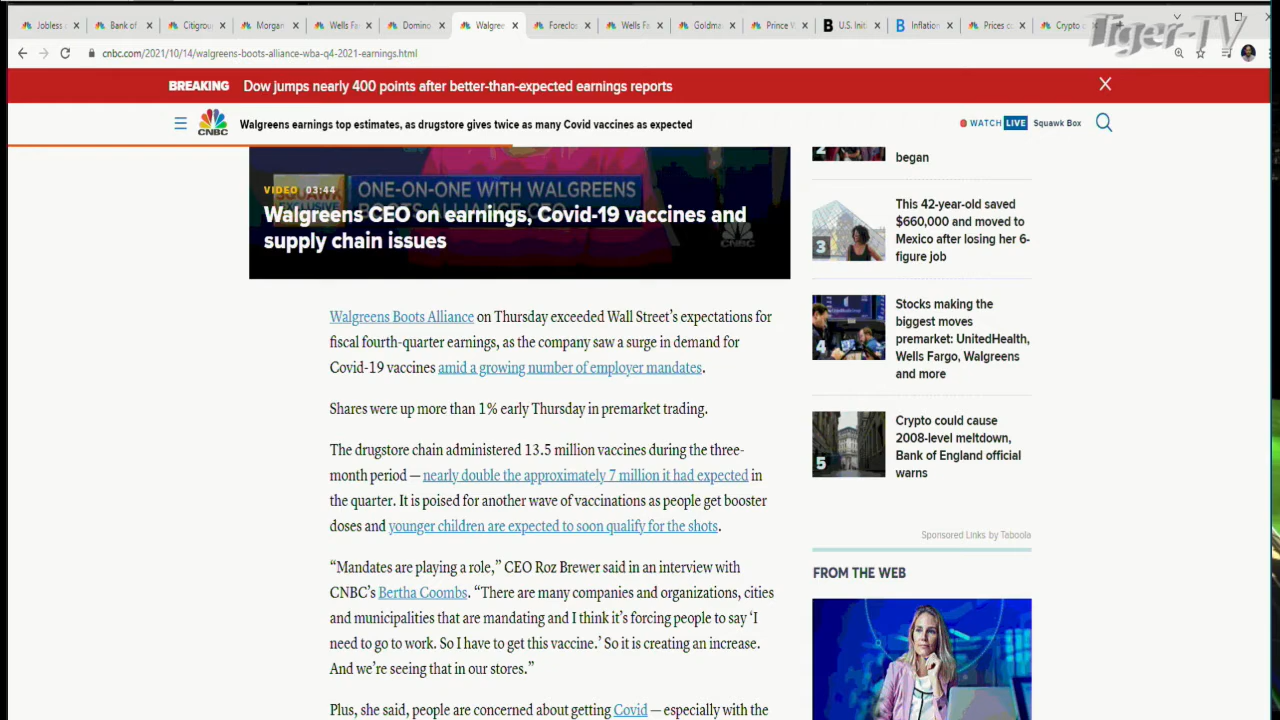 Jobless a
Bank of
Citigrou
Morgan
Wells Fa
Domino
Walgree
Foreclos
Wells Fa
Goldma
Prince W
U.S. Init
Inflation
Prices co
Crypto c
Tiger-TV
cnbc.com/2021/10/14/walgreens-boots-alliance-wba-q4-2021-earnings.html
BREAKING Dow jumps nearly 400 points after better-than-expected earnings reports
CNBC
Walgreens earnings top estimates, as drugstore gives twice as many Covid vaccines as expected
WATCH LIVE Squawk Box
ONE-ON-ONE WITH WALGREENS
VIDEO 03:44
Walgreens CEO on earnings, Covid-19 vaccines and
supply chain issues
CNBC
Walgreens Boots Alliance on Thursday exceeded Wall Street’s expectations for
fiscal fourth-quarter earnings, as the company saw a surge in demand for
Covid-19 vaccines amid a growing number of employer mandates.
Shares were up more than 1% early Thursday in premarket trading.
The drugstore chain administered 13.5 million vaccines during the three-
month period — nearly double the approximately 7 million it had expected in
the quarter. It is poised for another wave of vaccinations as people get booster
doses and younger children are expected to soon qualify for the shots.
“Mandates are playing a role,” CEO Roz Brewer said in an interview with
CNBC’s Bertha Coombs. “There are many companies and organizations, cities
and municipalities that are mandating and I think it’s forcing people to say ‘I
need to go to work. So I have to get this vaccine.’ So it is creating an increase.
And we’re seeing that in our stores.”
Plus, she said, people are concerned about getting Covid — especially with the
2
began
3
This 42-year-old saved
$660,000 and moved to
Mexico after losing her 6-
figure job
4
Stocks making the
biggest moves
premarket: UnitedHealth,
Wells Fargo, Walgreens
and more
5
Crypto could cause
2008-level meltdown,
Bank of England official
warns
Sponsored Links by Taboola
FROM THE WEB